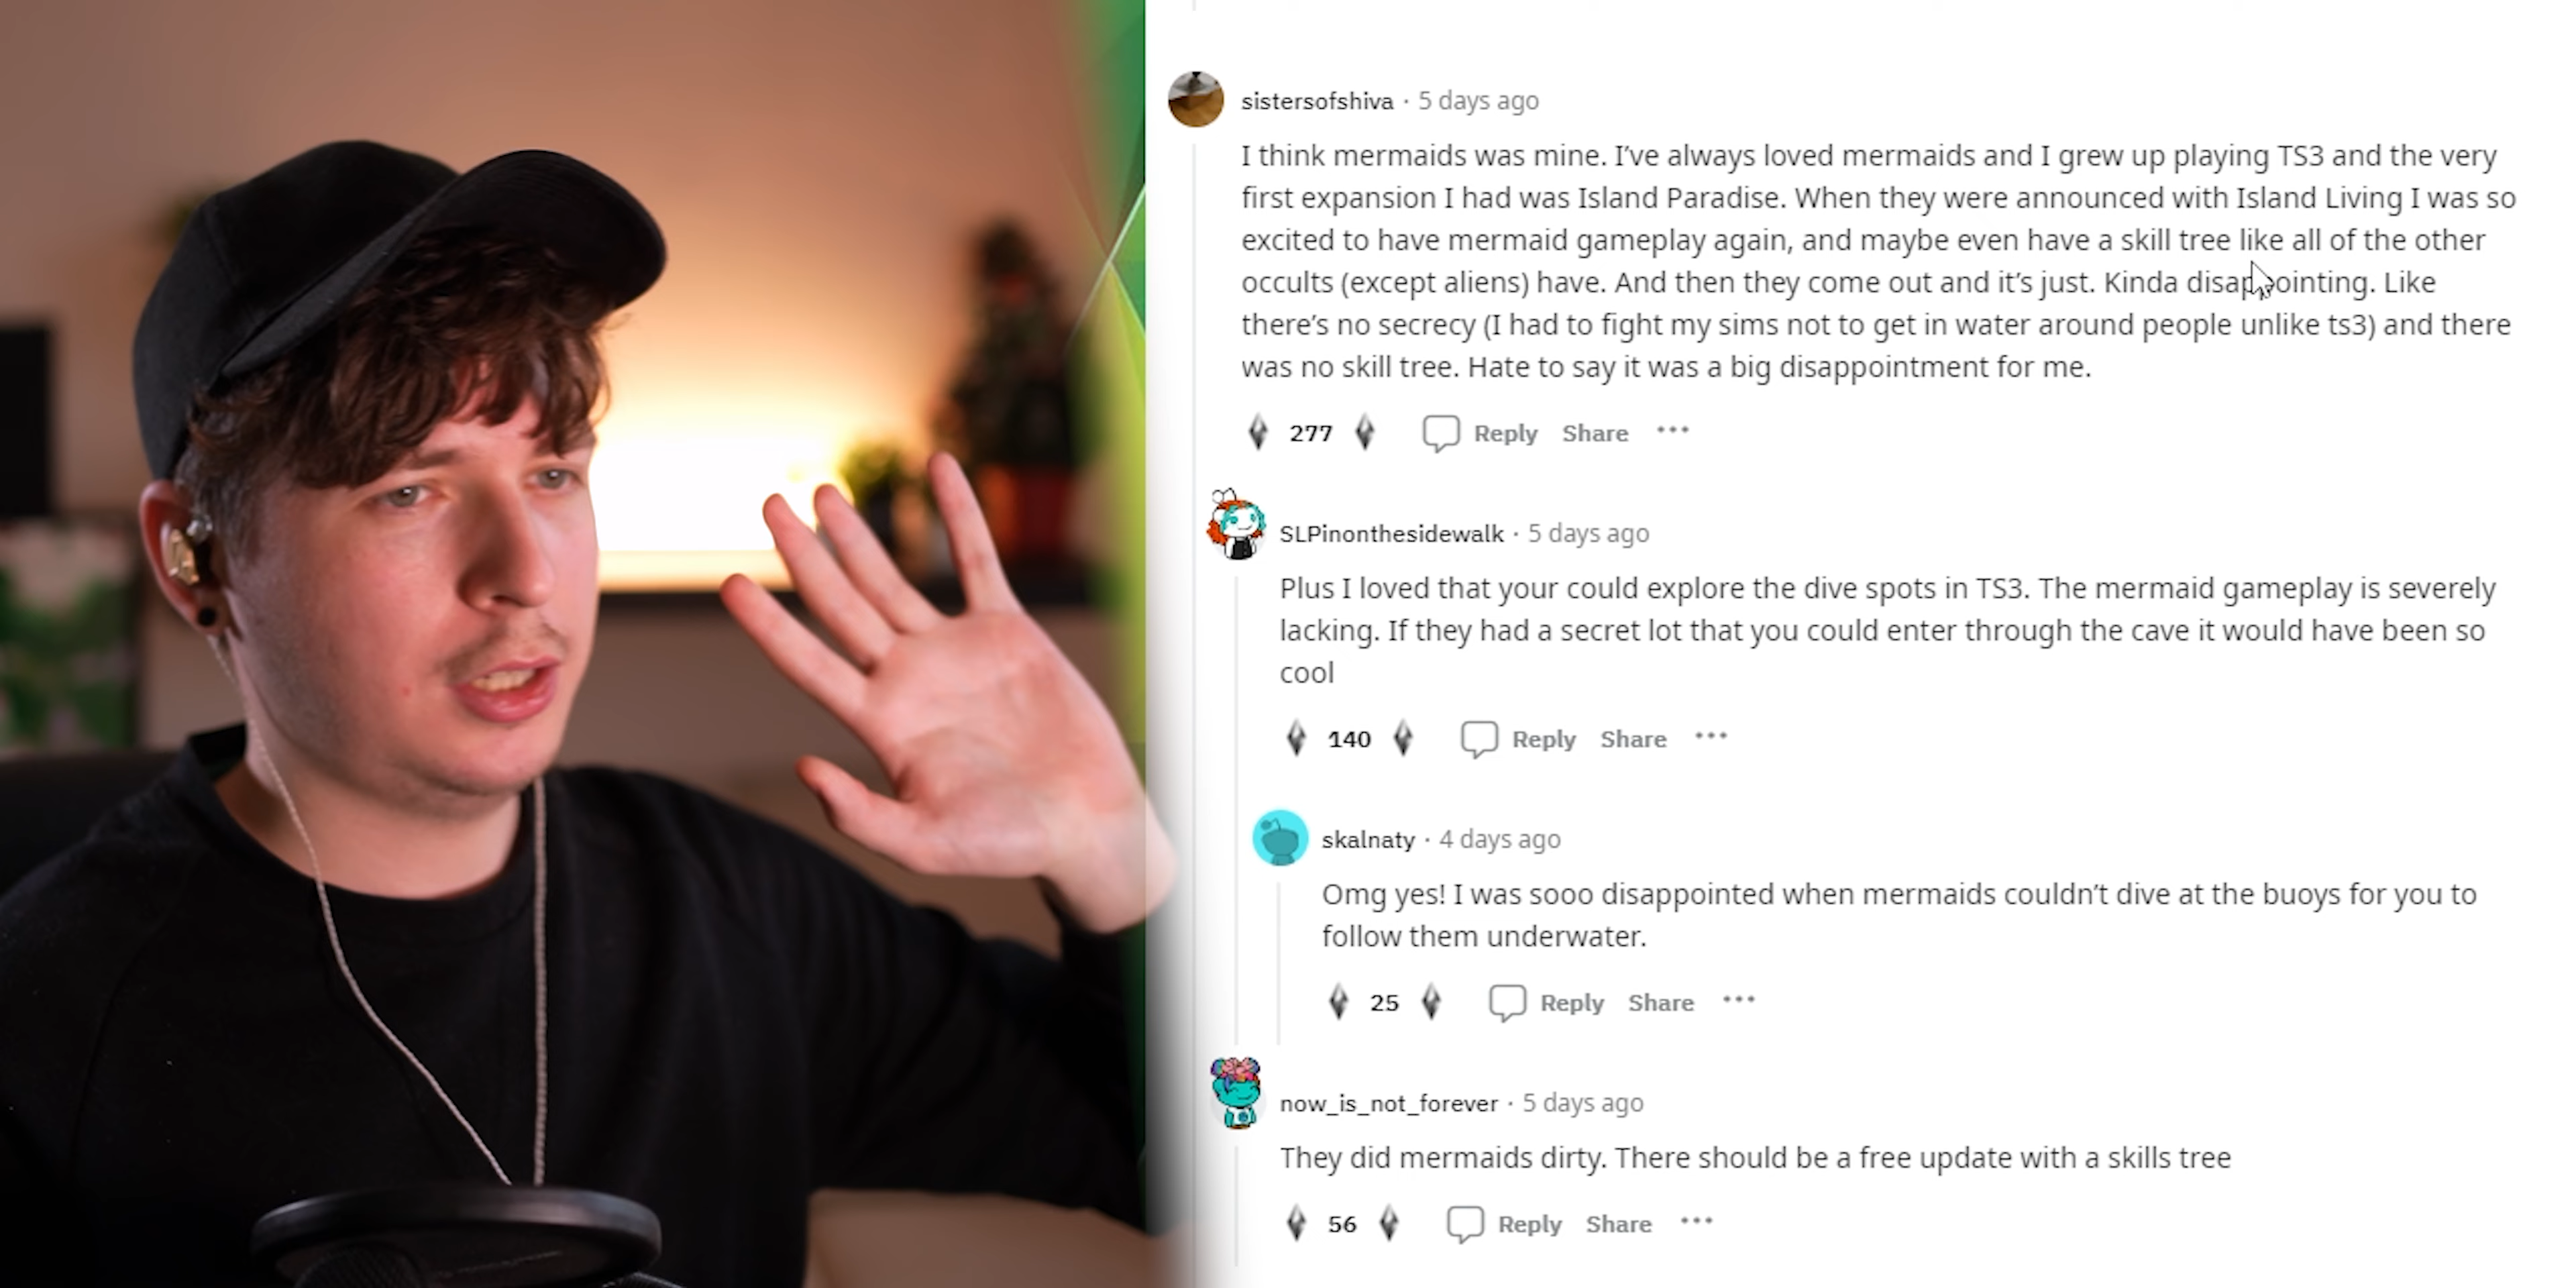 sistersofshiva · 5 days ago
I think mermaids was mine. I’ve always loved mermaids and I grew up playing TS3 and the very
first expansion I had was Island Paradise. When they were announced with Island Living I was so
excited to have mermaid gameplay again, and maybe even have a skill tree like all of the other
occults (except aliens) have. And then they come out and it’s just. Kinda disappointing. Like
there’s no secrecy (I had to fight my sims not to get in water around people unlike ts3) and there
was no skill tree. Hate to say it was a big disappointment for me.
277 Reply Share ···
SLPinonthesidewalk · 5 days ago
Plus I loved that your could explore the dive spots in TS3. The mermaid gameplay is severely
lacking. If they had a secret lot that you could enter through the cave it would have been so
cool
140 Reply Share ···
skalnaty · 4 days ago
Omg yes! I was sooo disappointed when mermaids couldn’t dive at the buoys for you to
follow them underwater.
25 Reply Share ···
now_is_not_forever · 5 days ago
They did mermaids dirty. There should be a free update with a skills tree
56 Reply Share ···